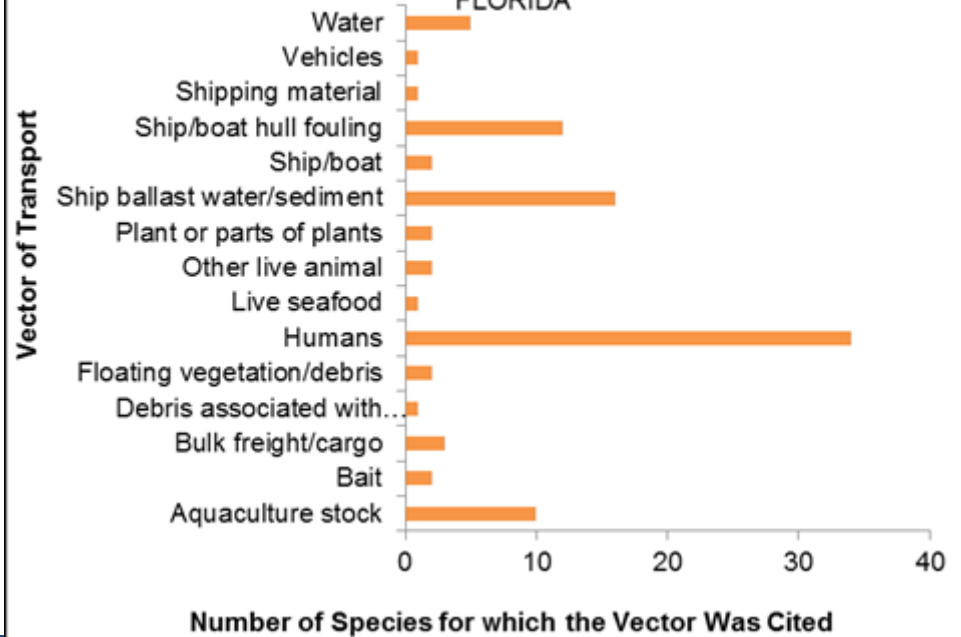 FLORIDA
Water
Vehicles
Shipping material
Ship/boat hull fouling
Ship/boat
Ship ballast water/sediment
Plant or parts of plants
Other live animal
Live seafood
Humans
Floating vegetation/debris
Debris associated with...
Bulk freight/cargo
Bait
Aquaculture stock
Vector of Transport
0 10 20 30 40
Number of Species for which the Vector Was Cited